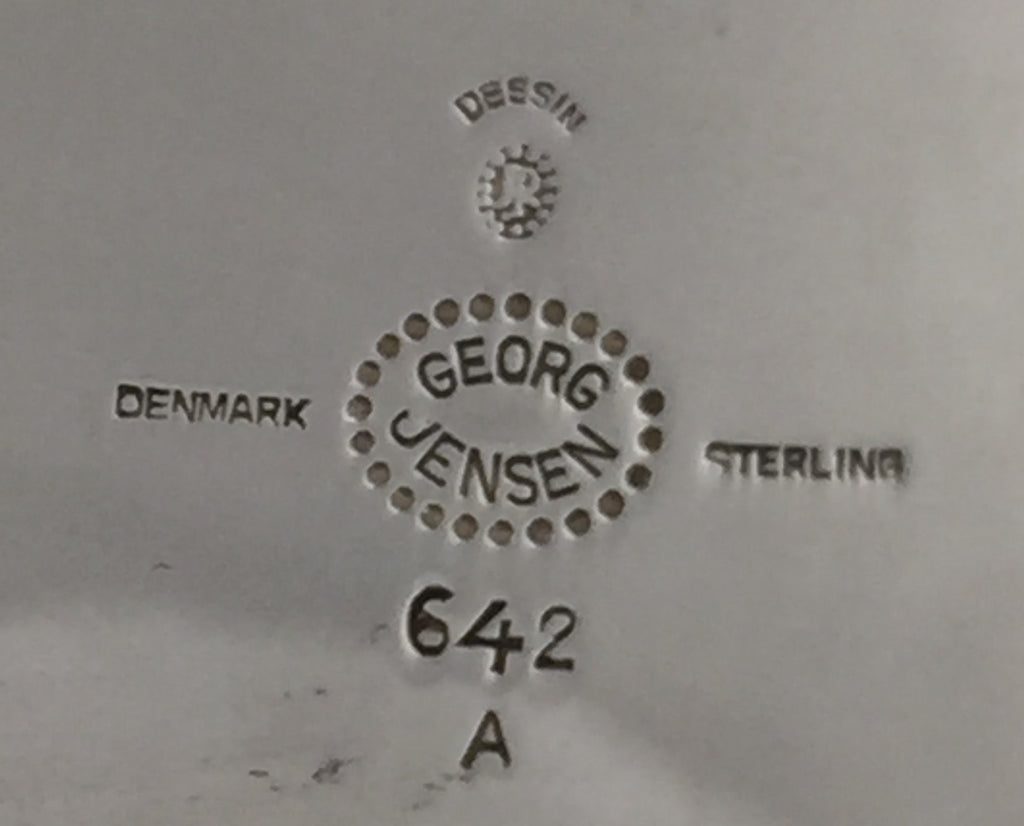 DESSIN
R
GEORG
JENSEN
DENMARK
STERLING
642
A